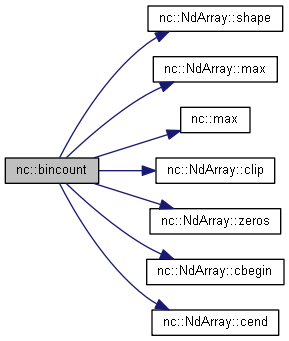 nc::NdArray::shape
nc::NdArray::max
nc::max
nc::bincount
nc::NdArray::clip
nc::NdArray::zeros
nc::NdArray::cbegin
nc::NdArray::cend